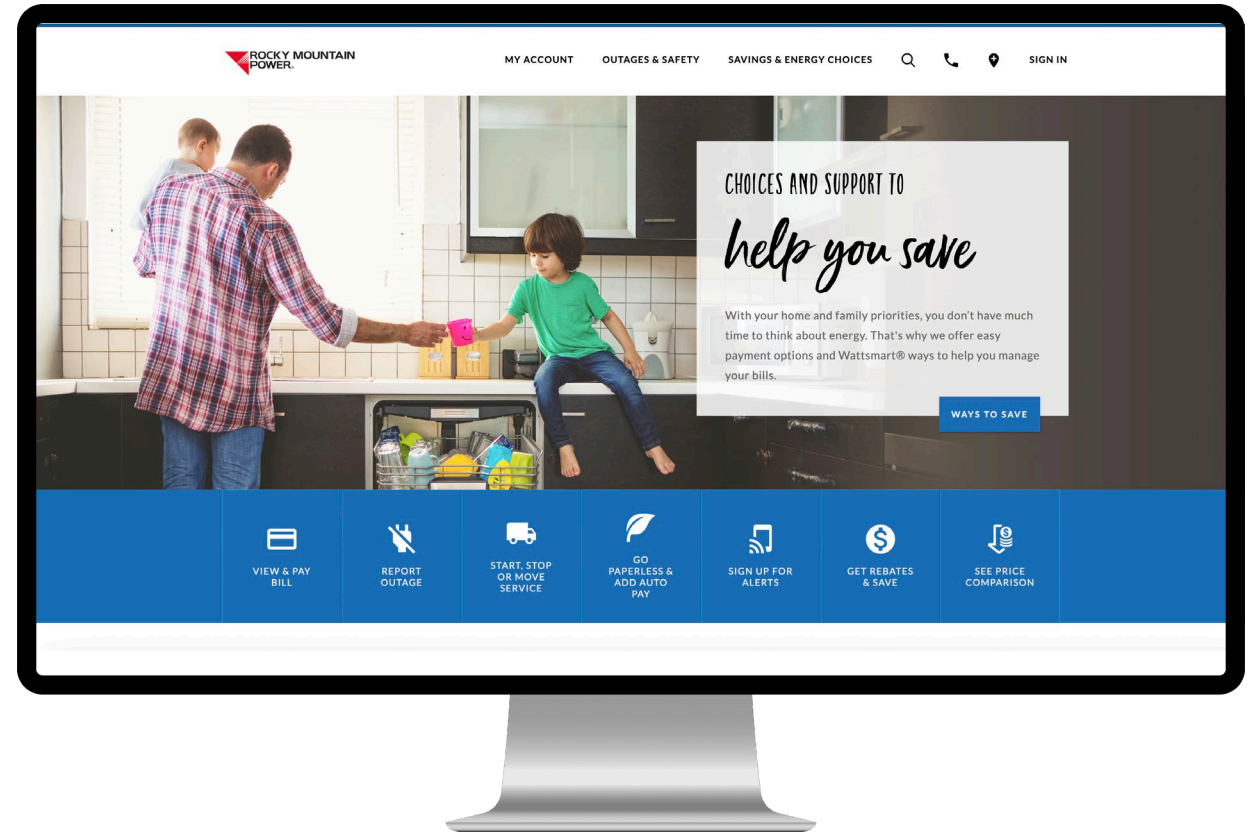 ROCKY MOUNTAIN
POWER.
MY ACCOUNT
OUTAGES & SAFETY
SAVINGS & ENERGY CHOICES
SIGN IN
CHOICES AND SUPPORT TO
help you save
With your home and family priorities, you don't have much
time to think about energy. That's why we offer easy
payment options and Wattsmart® ways to help you manage
your bills.
WAYS TO SAVE
VIEW & PAY
BILL
REPORT
OUTAGE
START, STOP
OR MOVE
SERVICE
GO
PAPERLESS &
ADD AUTO
PAY
SIGN UP FOR
ALERTS
GET REBATES
& SAVE
SEE PRICE
COMPARISON